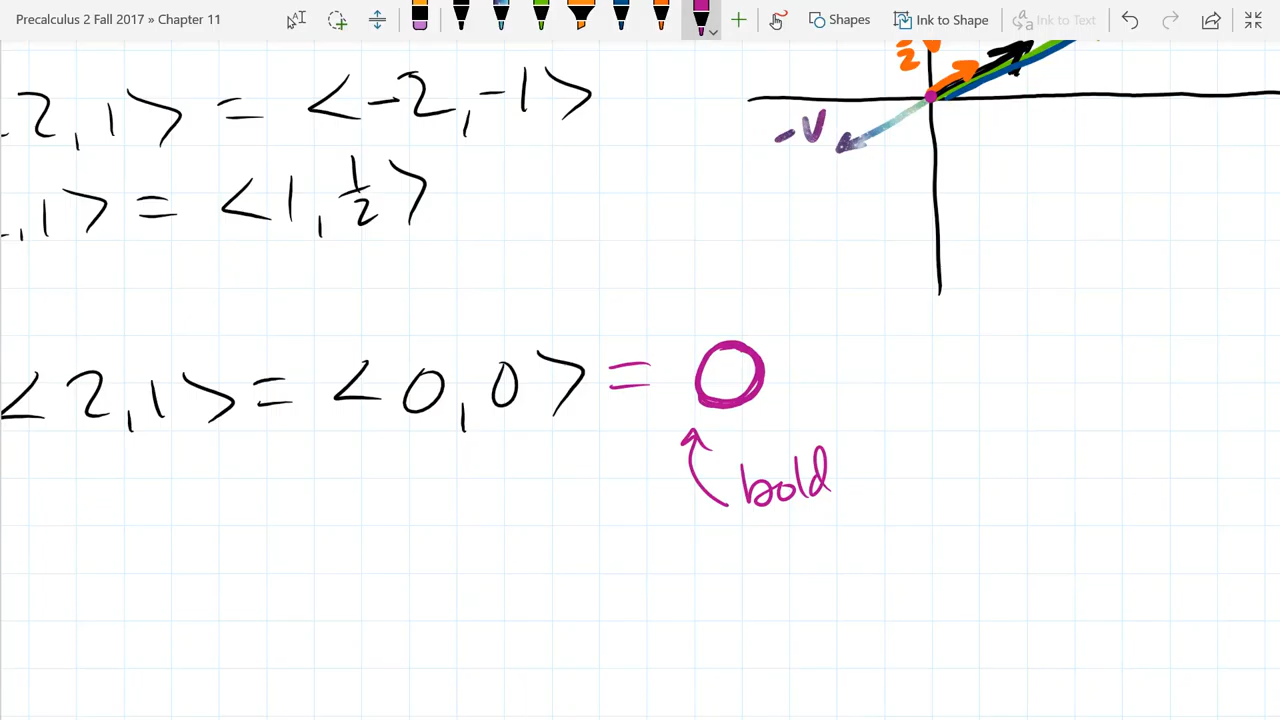 Precalculus 2 Fall 2017 » Chapter 11
Shapes
Ink to Shape
Ink to Text
2, 1> = <-2, -1>
, 1> = <1, 1/2>
2
-V
<2, 1> = <0, 0> = 0
bold